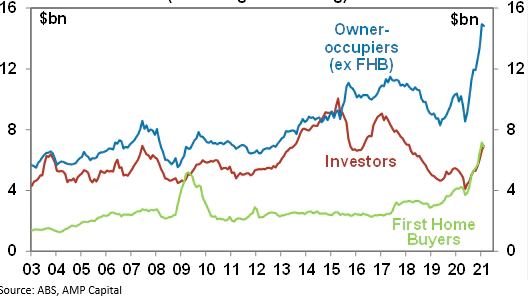 16
$bn
$bn
16
Owner-
occupiers
(ex FHB)
12
12
8
8
Investors
4
4
First Home
Buyers
0
0
03 04 05 06 07 08 09 10 11 12 13 14 15 16 17 18 19 20 21
Source: ABS, AMP Capital